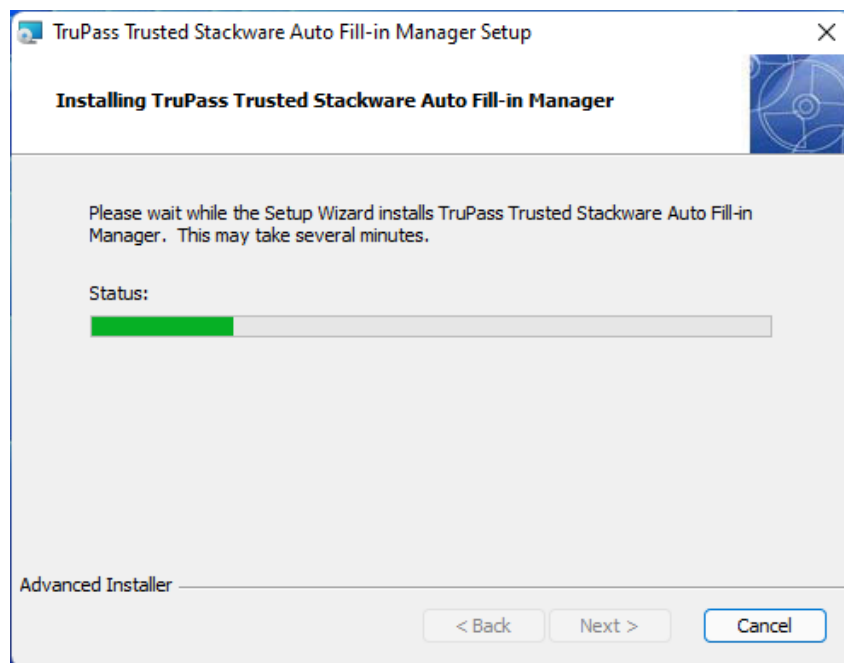 TruPass Trusted Stackware Auto Fill-in Manager Setup
Installing TruPass Trusted Stackware Auto Fill-in Manager
Please wait while the Setup Wizard installs TruPass Trusted Stackware Auto Fill-in
Manager. This may take several minutes.
Status:
Advanced Installer
< Back Next > Cancel